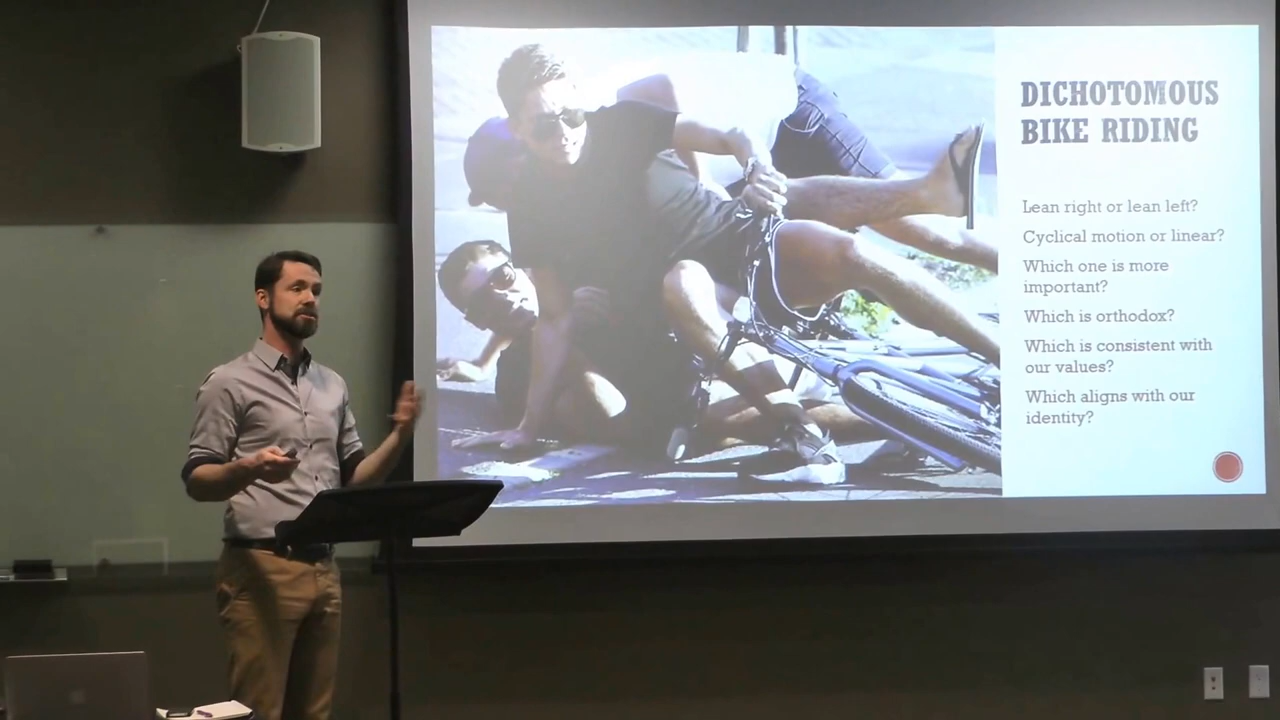 DICHOTOMOUS
BIKE RIDING
Lean right or lean left?
Cyclical motion or linear?
Which one is more
important?
Which is orthodox?
Which is consistent with
our values?
Which aligns with our
identity?